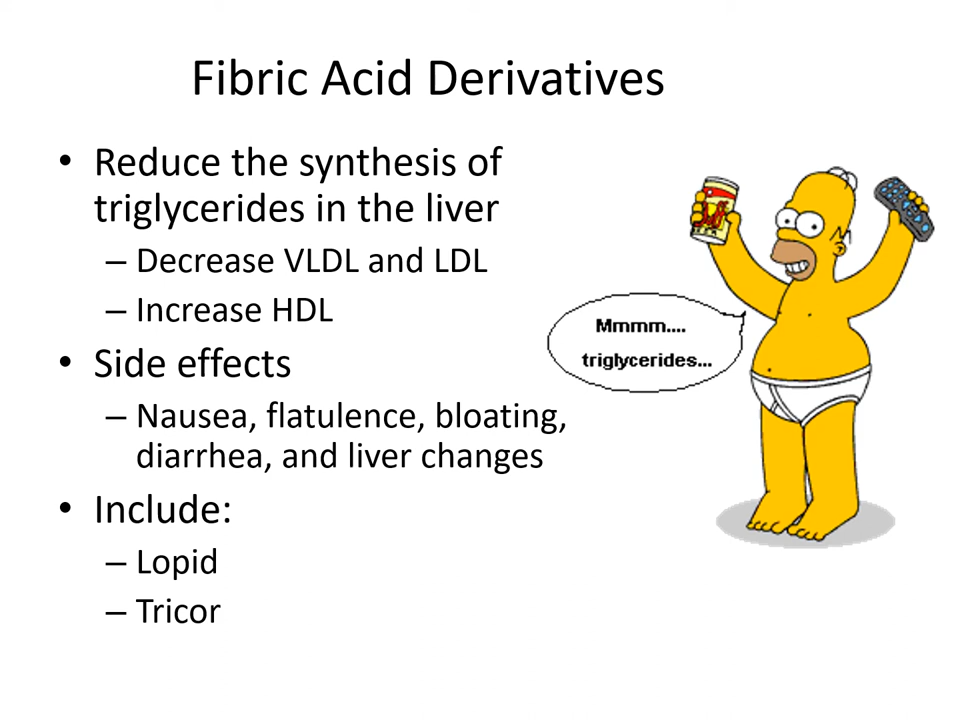 Fibric Acid Derivatives
• Reduce the synthesis of
triglycerides in the liver
– Decrease VLDL and LDL
– Increase HDL
• Side effects
– Nausea, flatulence, bloating,
diarrhea, and liver changes
• Include:
– Lopid
– Tricor
Mmmm....
triglycerides...